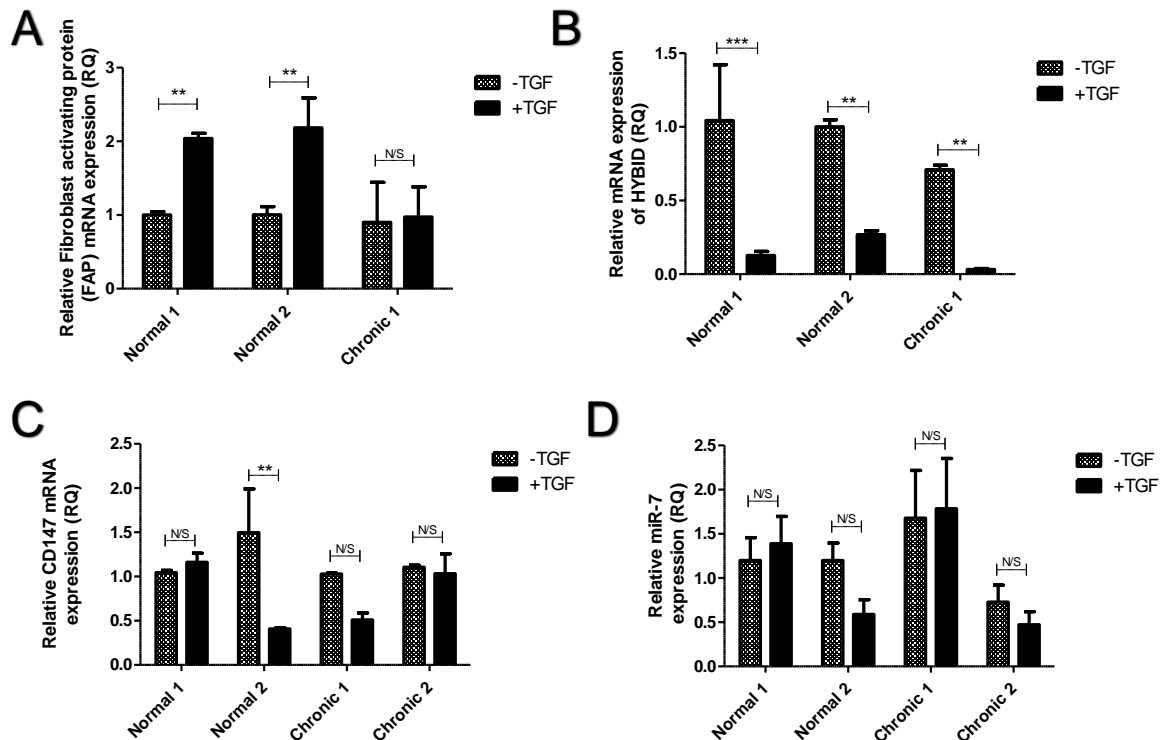 A
Relative Fibroblast activating protein
(FAP) mRNA expression (RQ)
3
2
1
0
**
**
N/S
-TGF
+TGF
Normal 1
Normal 2
Chronic 1
B
Relative mRNA expression
of HYBID (RQ)
1.5
1.0
0.5
0.0
***
**
**
-TGF
+TGF
Normal 1
Normal 2
Chronic 1
C
Relative CD147 mRNA
expression (RQ)
2.5
2.0
1.5
1.0
0.5
0.0
N/S
**
N/S
N/S
-TGF
+TGF
Normal 1
Normal 2
Chronic 1
Chronic 2
D
Relative miR-7
expression (RQ)
2.5
2.0
1.5
1.0
0.5
0.0
N/S
N/S
N/S
N/S
-TGF
+TGF
Normal 1
Normal 2
Chronic 1
Chronic 2